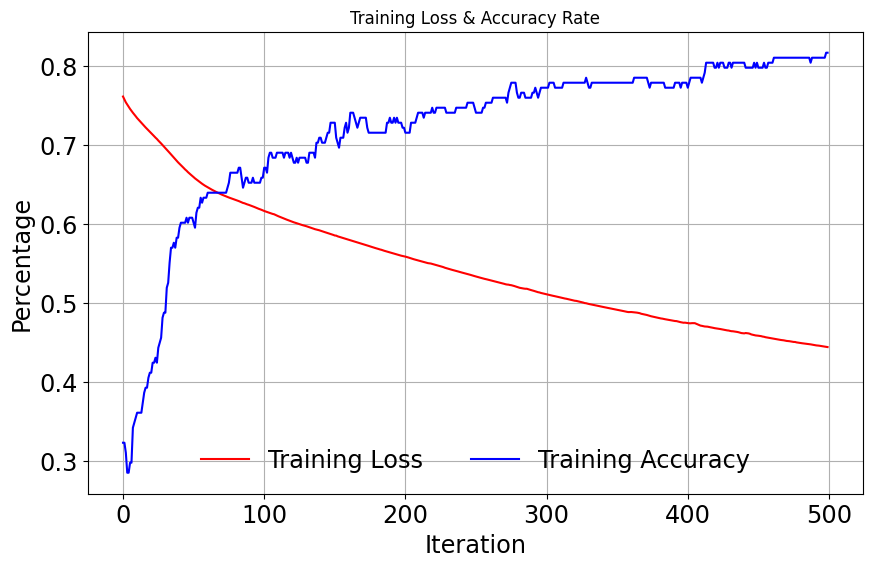 Training Loss & Accuracy Rate
0.8
0.7
0.6
0.5
0.4
0.3
Percentage
Training Loss
Training Accuracy
0
100
200
300
400
500
Iteration